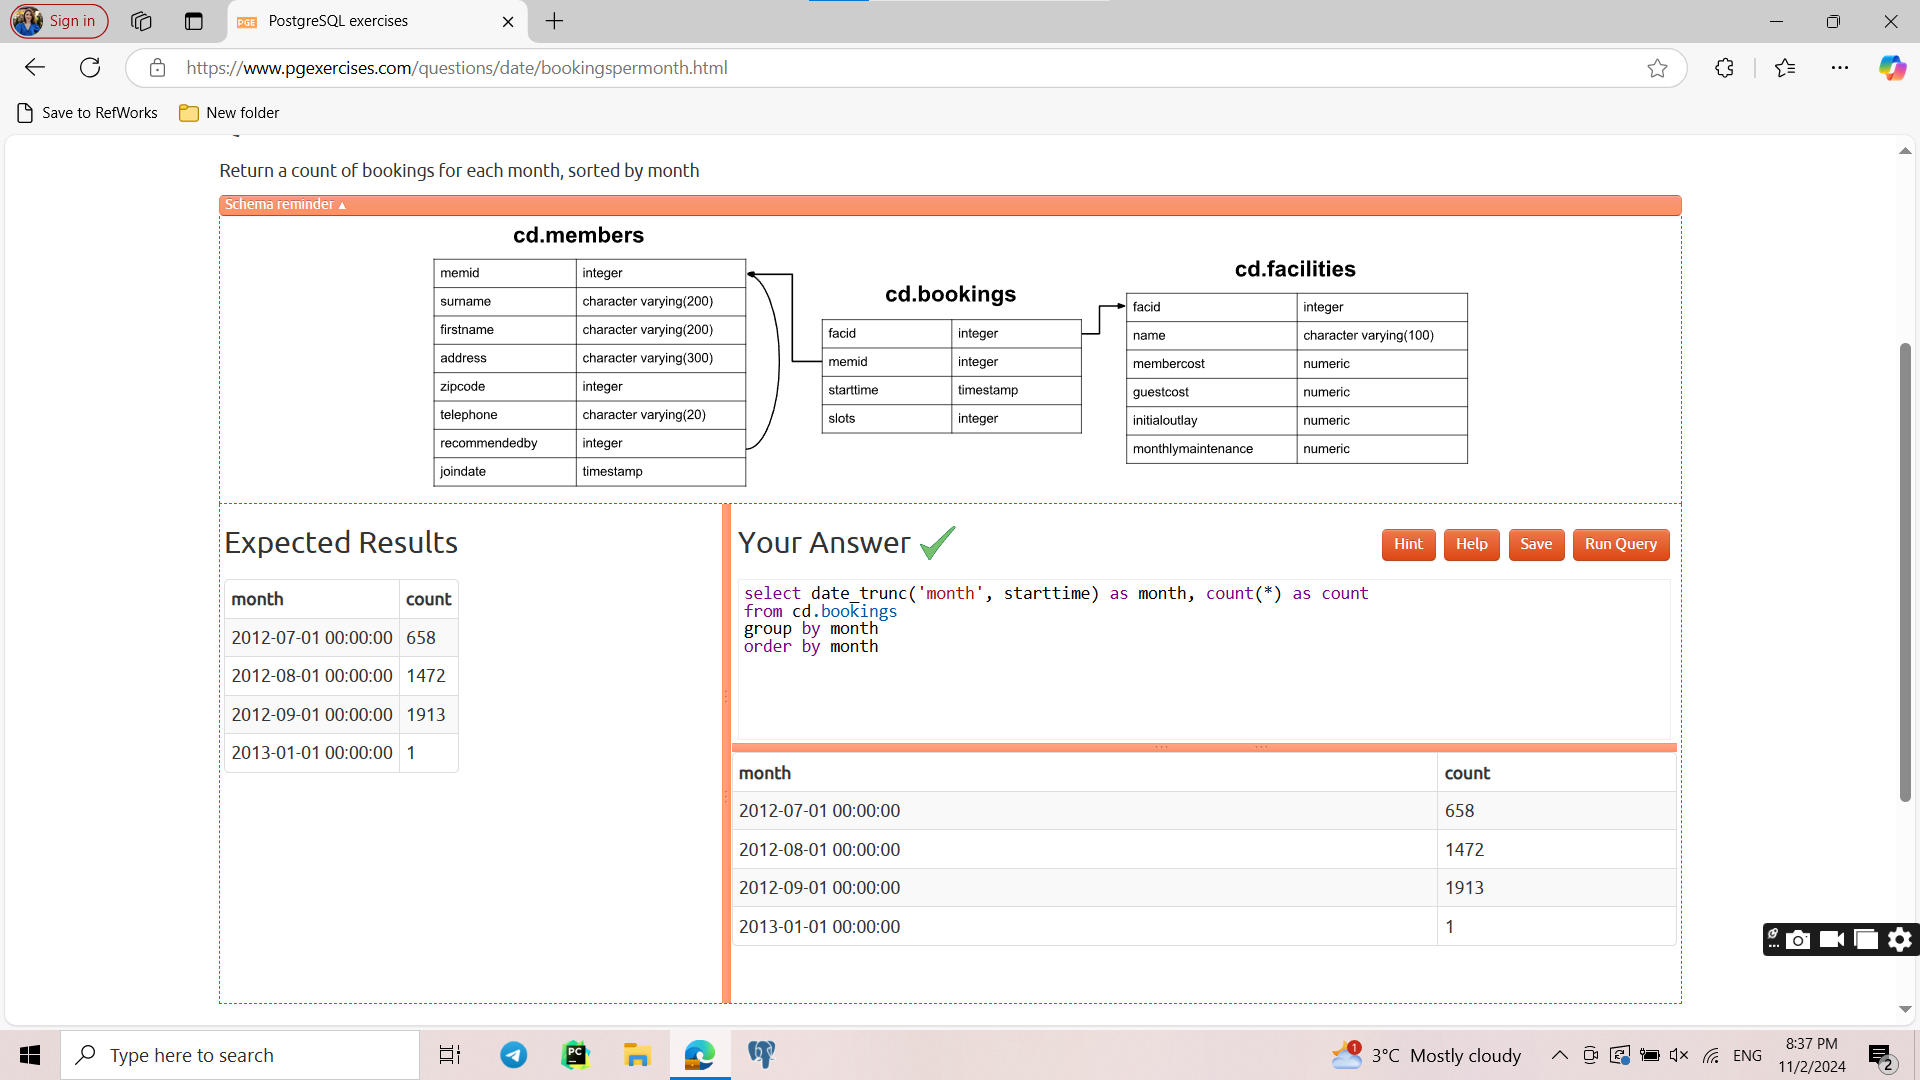 Sign in
PGE PostgreSQL exercises
https://www.pgexercises.com/questions/date/bookingspermonth.html
Save to RefWorks
New folder
Return a count of bookings for each month, sorted by month
Schema reminder ▲
cd.members
memid integer
surname character varying(200)
firstname character varying(200)
address character varying(300)
zipcode integer
telephone character varying(20)
recommendedby integer
joindate timestamp
cd.bookings
facid integer
memid integer
starttime timestamp
slots integer
cd.facilities
facid integer
name character varying(100)
membercost numeric
guestcost numeric
initialoutlay numeric
monthlymaintenance numeric
Expected Results
month count
2012-07-01 00:00:00 658
2012-08-01 00:00:00 1472
2012-09-01 00:00:00 1913
2013-01-01 00:00:00 1
Your Answer
Hint Help Save Run Query
select date_trunc('month', starttime) as month, count(*) as count
from cd.bookings
group by month
order by month
month count
2012-07-01 00:00:00 658
2012-08-01 00:00:00 1472
2012-09-01 00:00:00 1913
2013-01-01 00:00:00 1
Type here to search
PC
1
3°C Mostly cloudy
ENG
8:37 PM
11/2/2024
2